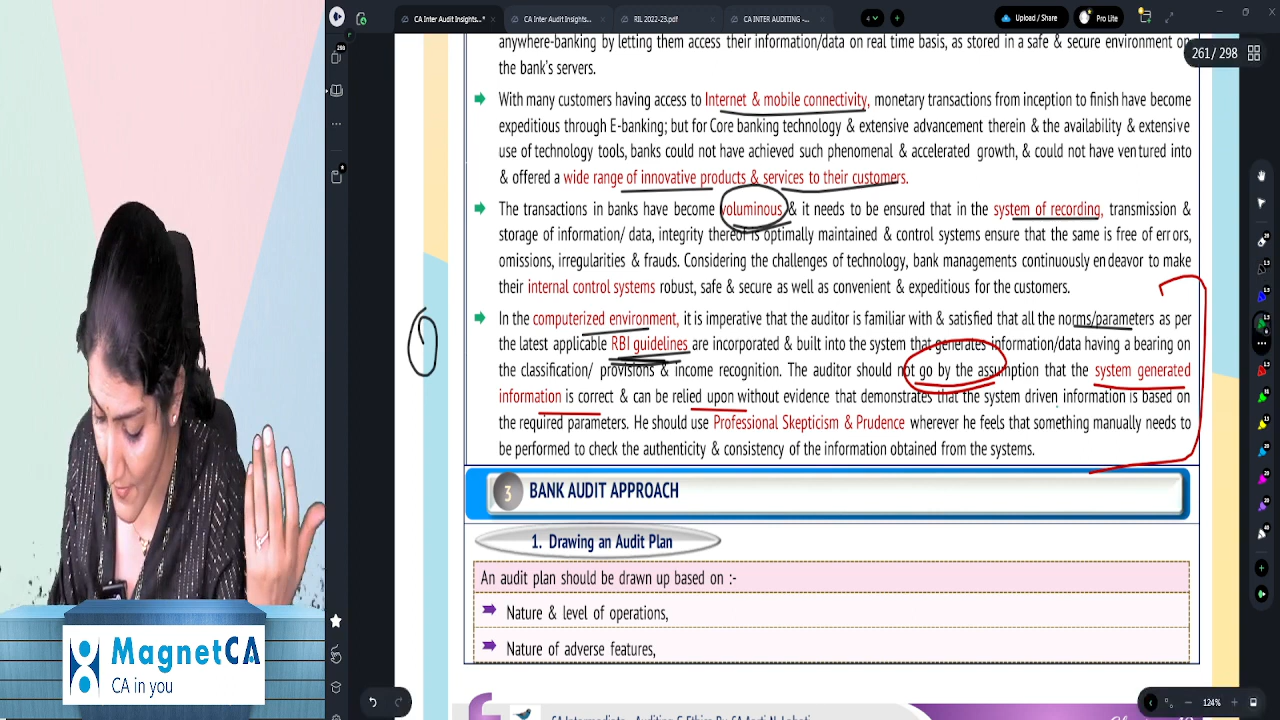 CA Inter Audit Insights..."
CA Inter Audit Insights...
RIL 2022-23.pdf
CA INTER AUDITING -...
4
Upload / Share
Pro Lite
261/298
anywhere-banking by letting them access their information/data on real time basis, as stored in a safe & secure environment on
the bank's servers.
With many customers having access to Internet & mobile connectivity, monetary transactions from inception to finish have become
expeditious through E-banking; but for Core banking technology & extensive advancement therein & the availability & extensive
use of technology tools, banks could not have achieved such phenomenal & accelerated growth, & could not have ventured into
& offered a wide range of innovative products & services to their customers.
The transactions in banks have become voluminous & it needs to be ensured that in the system of recording, transmission &
storage of information/ data, integrity thereof is optimally maintained & control systems ensure that the same is free of errors,
omissions, irregularities & frauds. Considering the challenges of technology, bank managements continuously endeavor to make
their internal control systems robust, safe & secure as well as convenient & expeditious for the customers.
In the computerized environment, it is imperative that the auditor is familiar with & satisfied that all the norms/parameters as per
the latest applicable RBI guidelines are incorporated & built into the system that generates information/data having a bearing on
the classification/ provisions & income recognition. The auditor should not go by the assumption that the system generated
information is correct & can be relied upon without evidence that demonstrates that the system driven information is based on
the required parameters. He should use Professional Skepticism & Prudence wherever he feels that something manually needs to
be performed to check the authenticity & consistency of the information obtained from the systems.
3 BANK AUDIT APPROACH
1. Drawing an Audit Plan
An audit plan should be drawn up based on :-
Nature & level of operations,
Nature of adverse features,
MagnetCA
CA in you
124%